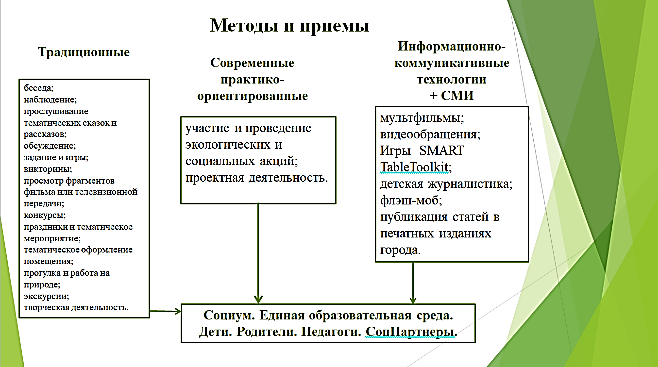 Методы и приемы
Традиционные
беседа;
наблюдение;
прослушивание
тематических сказок и
рассказов;
обсуждение;
задание и игры;
викторины;
просмотр фрагментов
фильма или телевизионной
передачи;
конкурсы;
праздники и тематическое
мероприятие;
тематическое оформление
помещения;
прогулка и работа на
природе;
экскурсии;
творческая деятельность.
Современные
практико-
ориентированные
участие и проведение
экологических и
социальных акций;
проектная деятельность.
Информационно-
коммуникативные
технологии
+ СМИ
мультфильмы;
видеообращения;
Игры SMART
TableToolkit;
детская журналистика;
флэш-моб;
публикация статей в
печатных изданиях
города.
Социум. Единая образовательная среда.
Дети. Родители. Педагоги. СоцПартнеры.